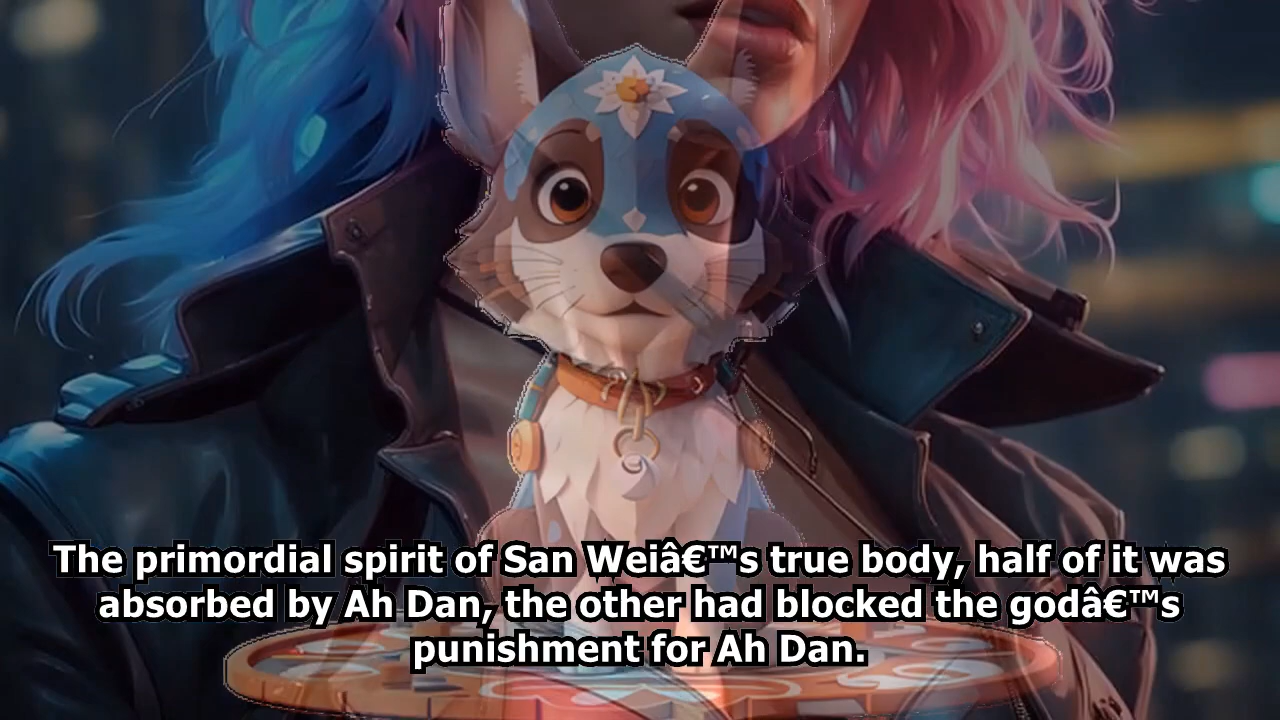 The primordial spirit of San Weiâ€™s true body, half of it was
absorbed by Ah Dan, the other had blocked the godâ€™s
punishment for Ah Dan.